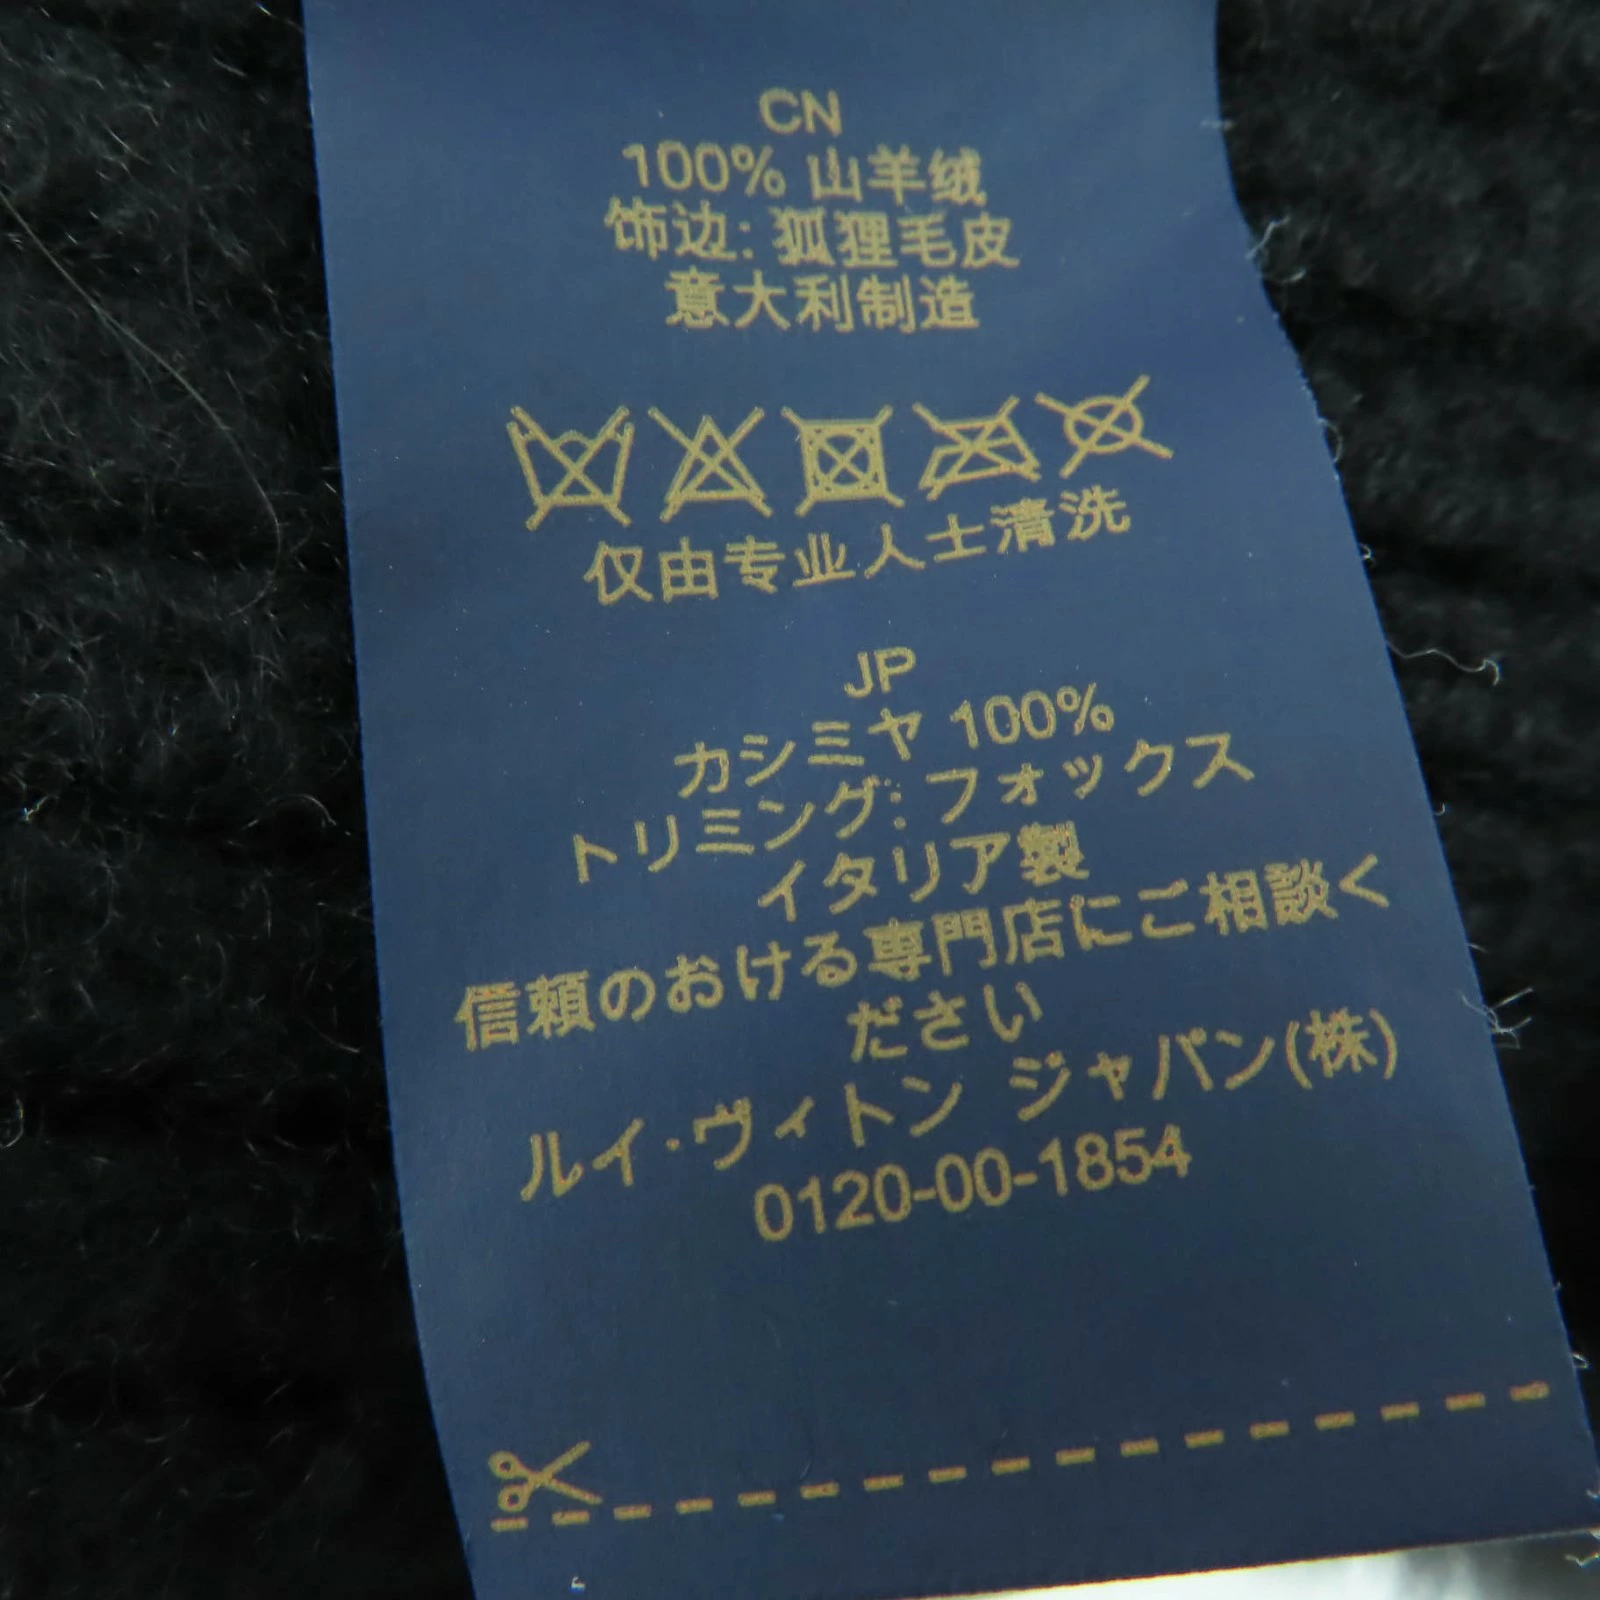 CN
100% 山羊绒
饰边: 狐狸毛皮
意大利制造
仅由专业人士清洗
JP
カシミヤ 100%
トリミング: フォックス
イタリア製
信頼のおける専門店にご相談く
ださい
ルイ・ヴィトン ジャパン(株)
0120-00-1854